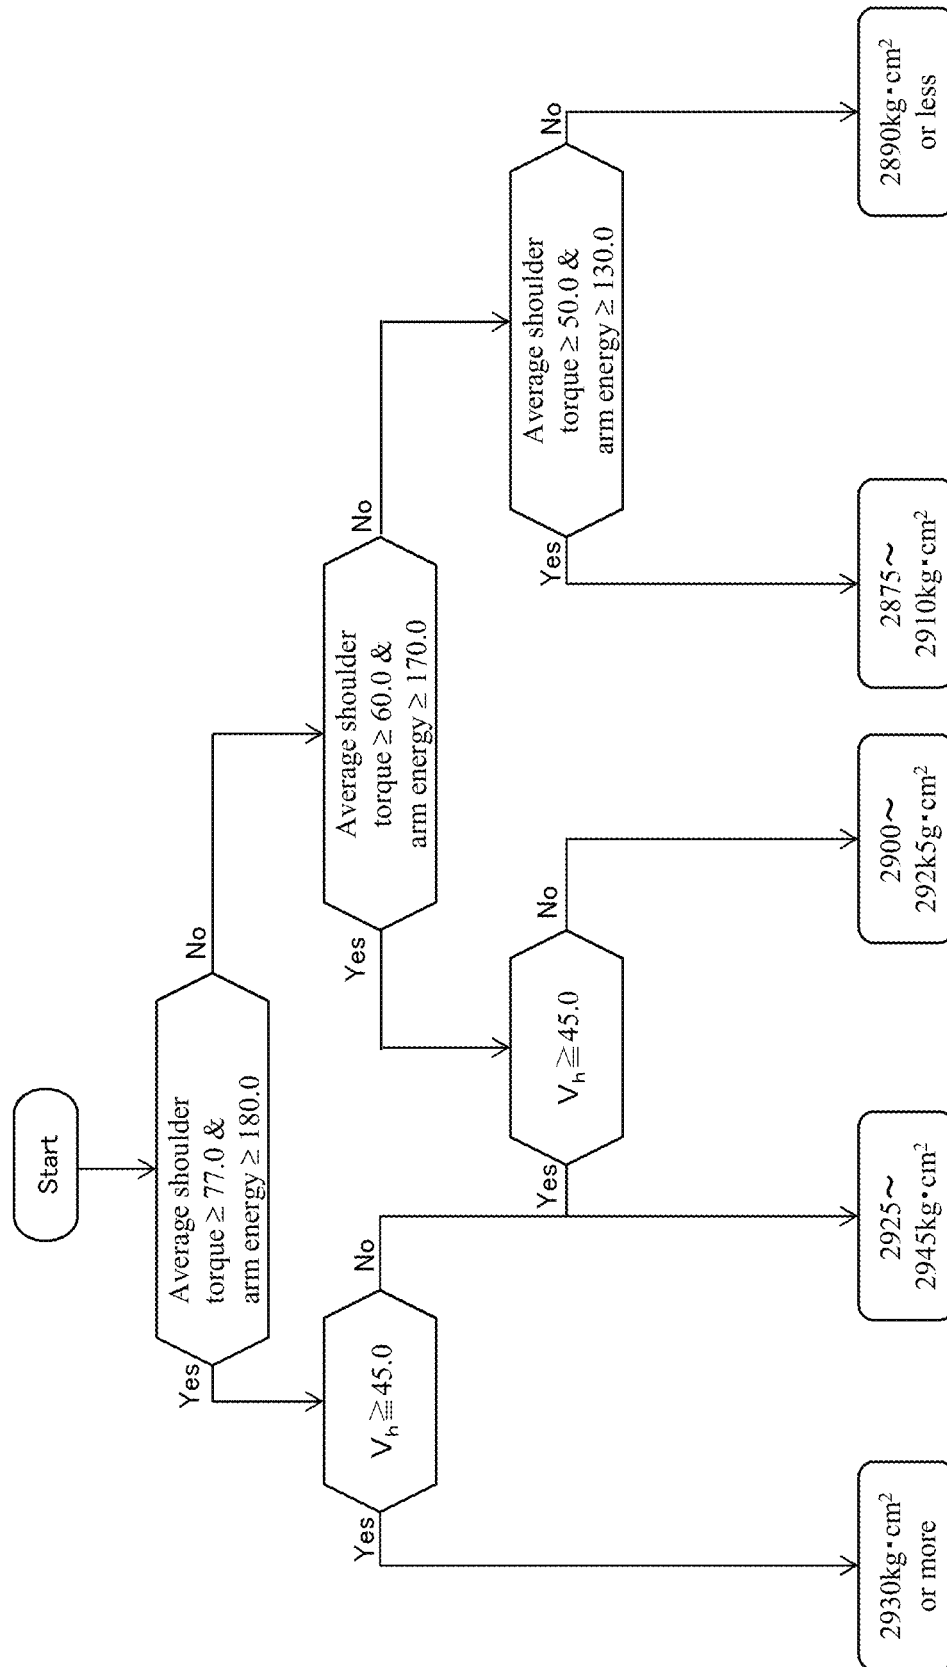 Start
Average shoulder
torque ≥ 77.0 &
arm energy ≥ 180.0
Yes
No
Vh≧45.0
Yes
No
Average shoulder
torque ≥ 60.0 &
arm energy ≥ 170.0
Yes
No
Vh≧45.0
Yes
No
Average shoulder
torque ≥ 50.0 &
arm energy ≥ 130.0
Yes
No
2930kg·cm²
or more
2925~
2945kg·cm²
2900~
292k5g·cm²
2875~
2910kg·cm²
2890kg·cm²
or less